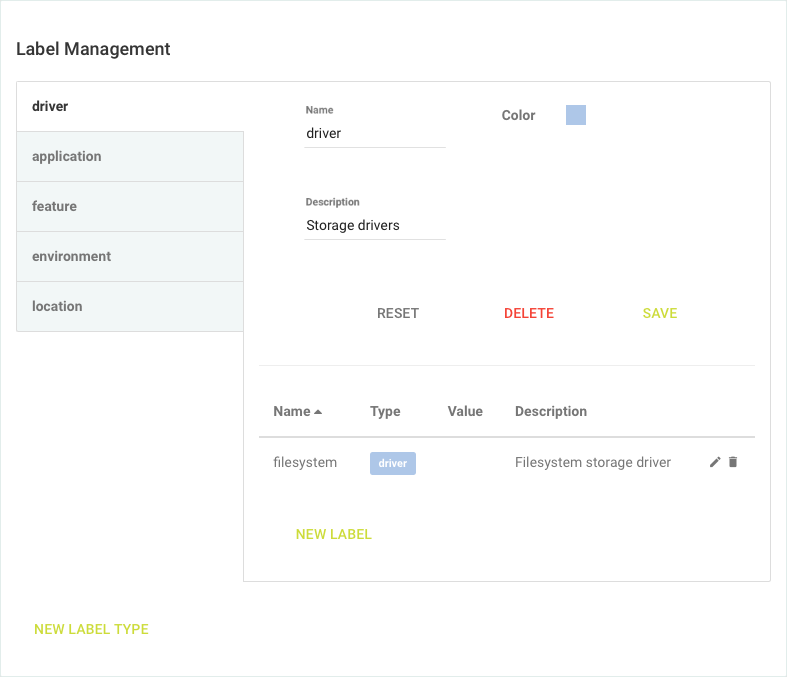 Label Management
driver
application
feature
environment
location
Name
driver
Color
Description
Storage drivers
RESET DELETE SAVE
Name Type Value Description
filesystem driver Filesystem storage driver
NEW LABEL
NEW LABEL TYPE